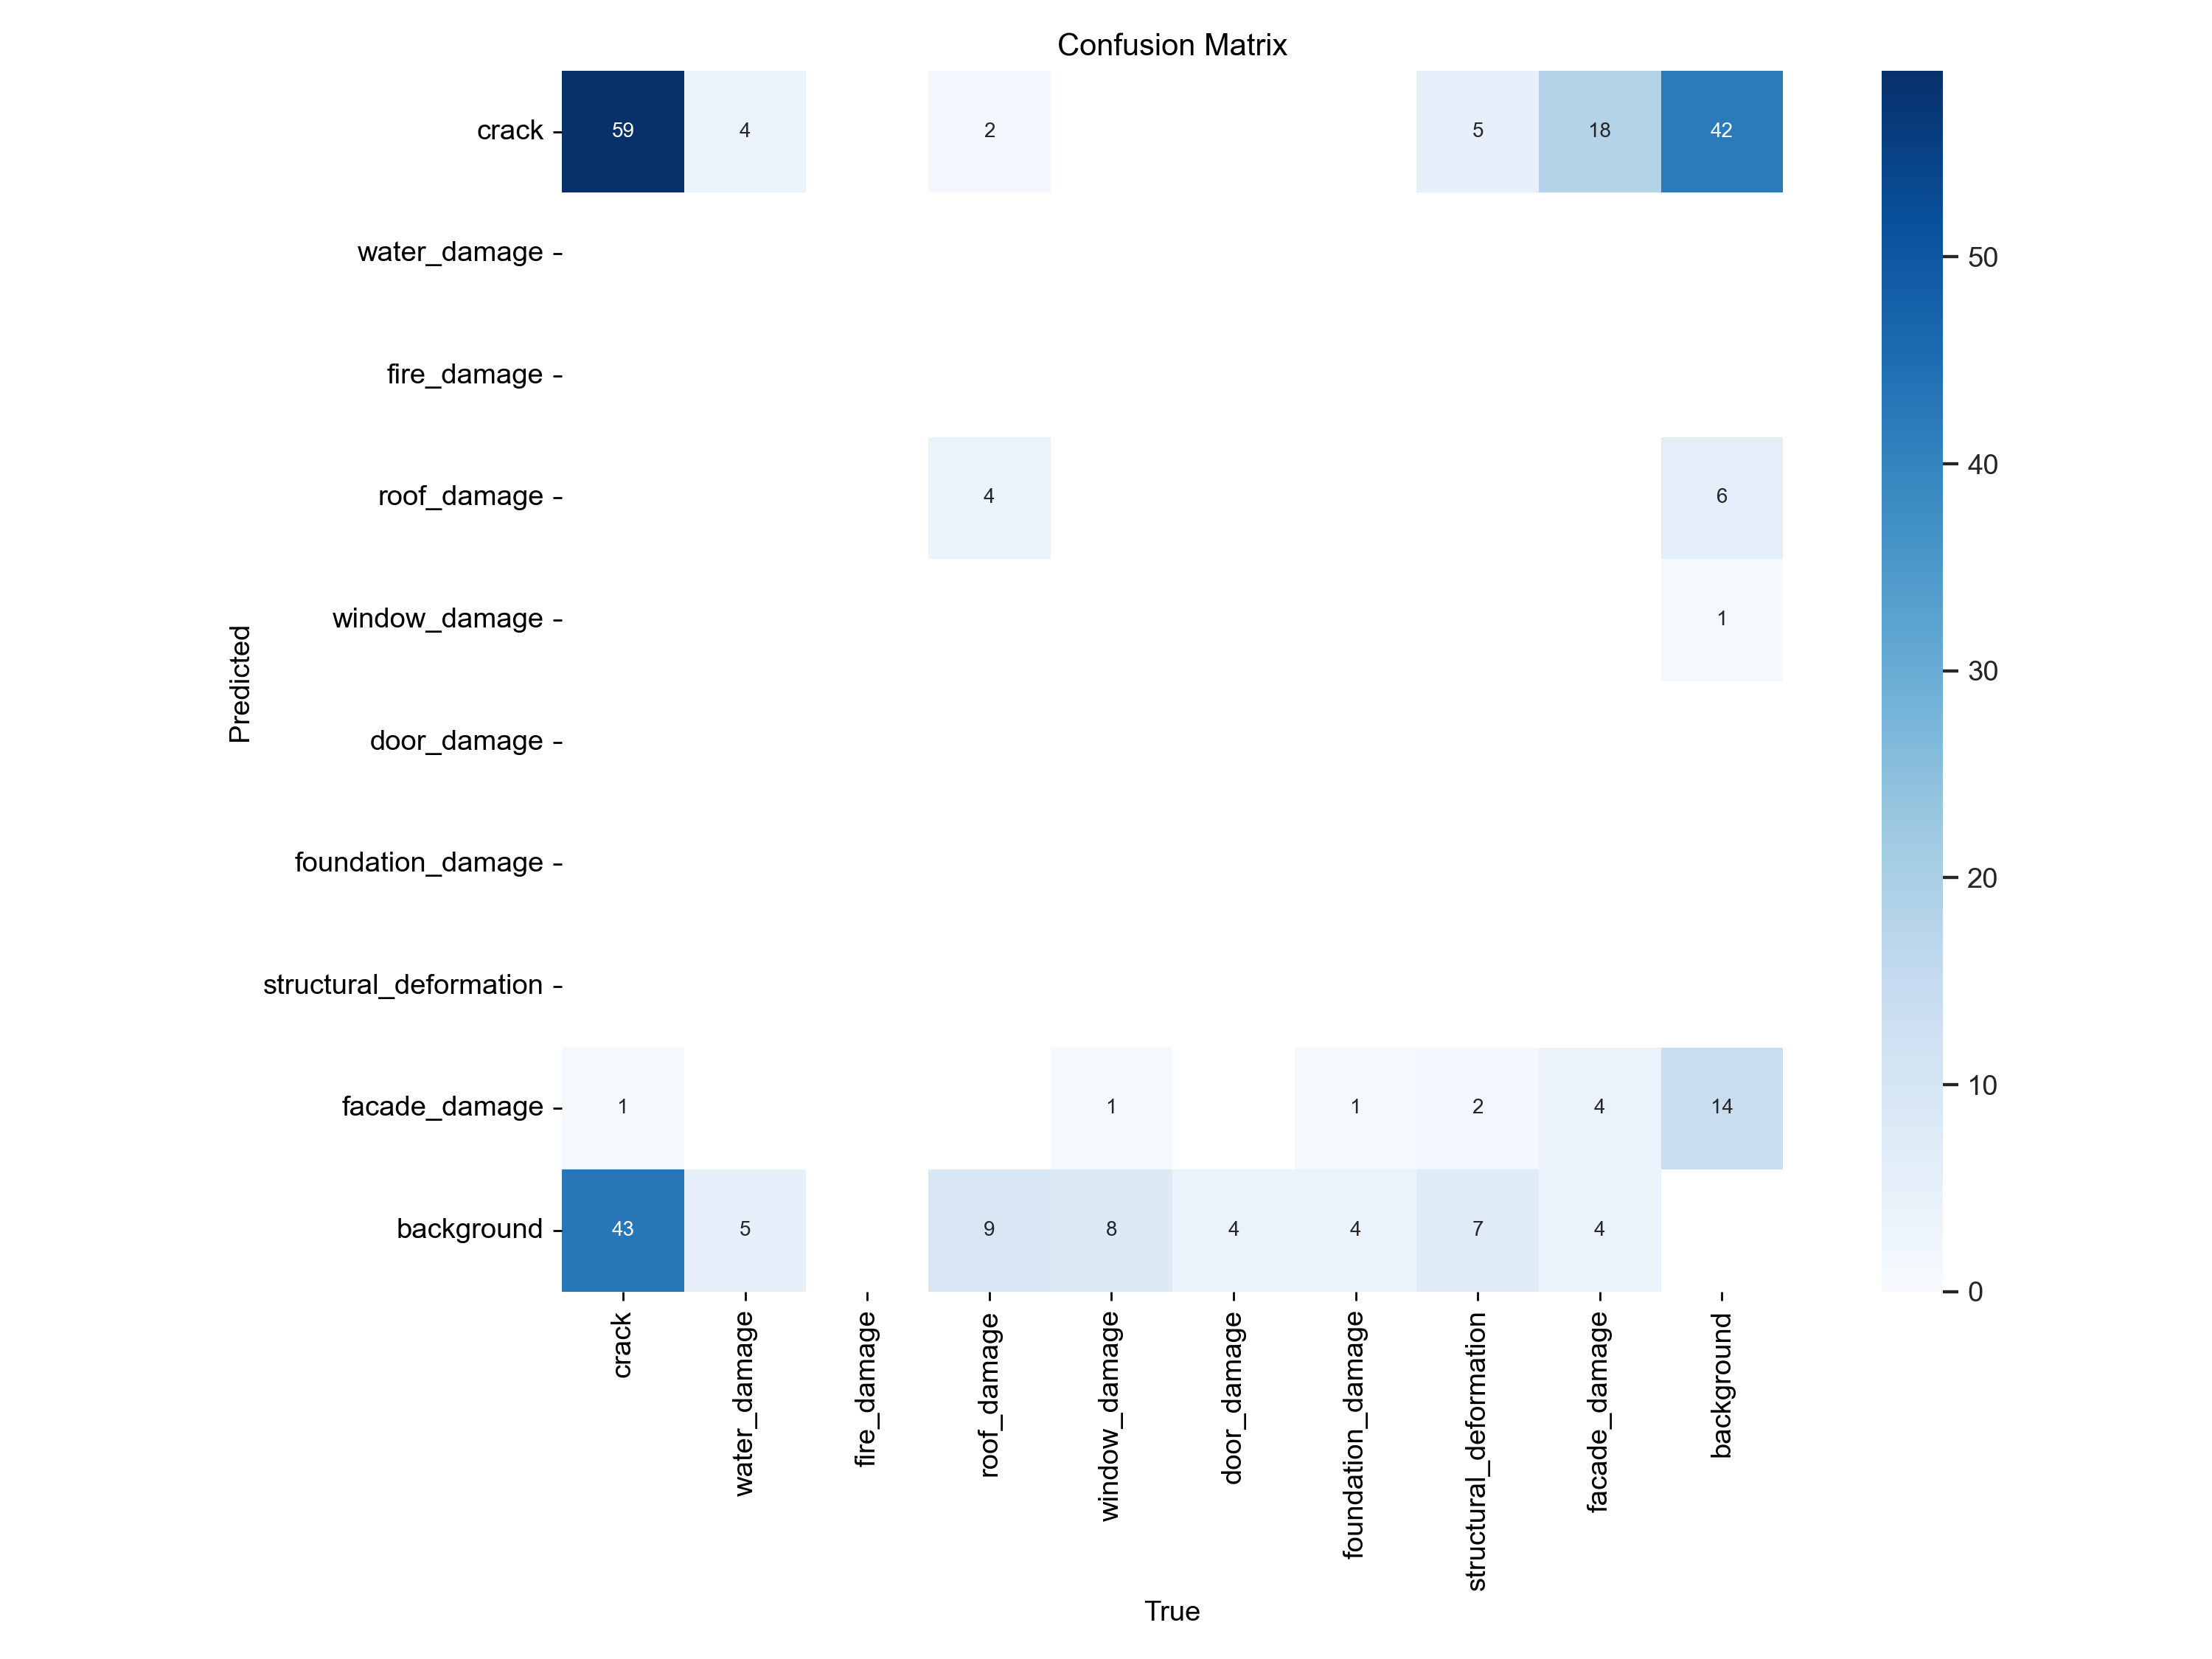 Confusion Matrix
crack 59 4 2 5 18 42
water_damage
fire_damage
roof_damage 4 6
window_damage 1
door_damage
foundation_damage
structural_deformation
facade_damage 1 1 1 2 4 14
background 43 5 9 8 4 4 7 4
Predicted
crack
water_damage
fire_damage
roof_damage
window_damage
door_damage
foundation_damage
structural_deformation
facade_damage
background
True
50
40
30
20
10
0